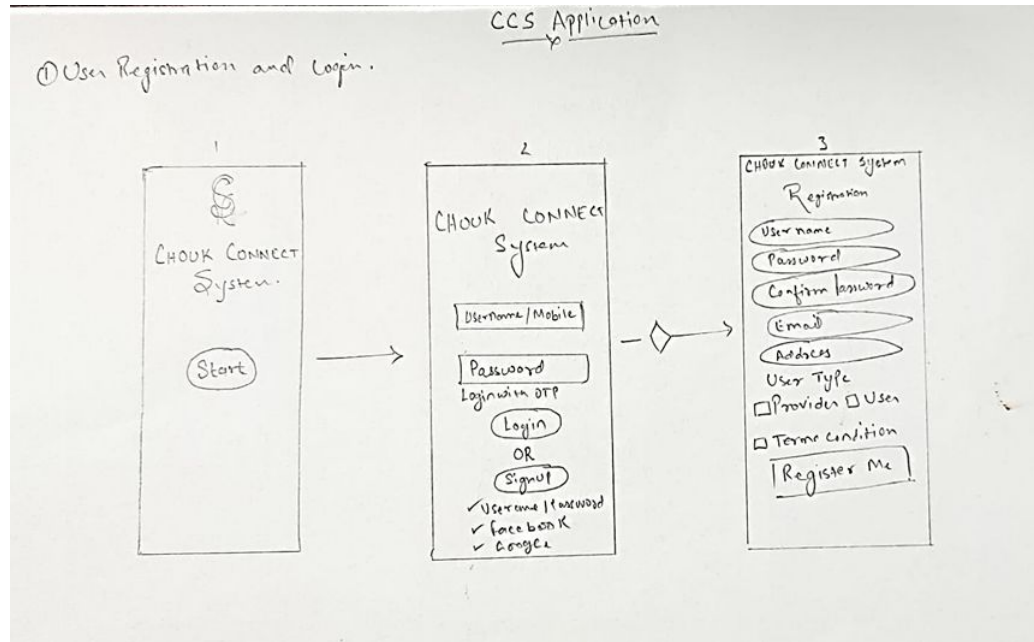 CCS Application
① User Registration and Login.
1
CHOUK CONNECT
System.
Start
2
CHOUK CONNECT
System
Username/Mobile
Password
Login with OTP
Login
OR
Signup
✓ Username/Password
✓ facebook
✓ Google
3
CHOUK CONNECT System
Registration
User name
Password
Confirm Password
Email
Address
User Type
☐ Provider ☐ User
☐ Terms condition
Register Me